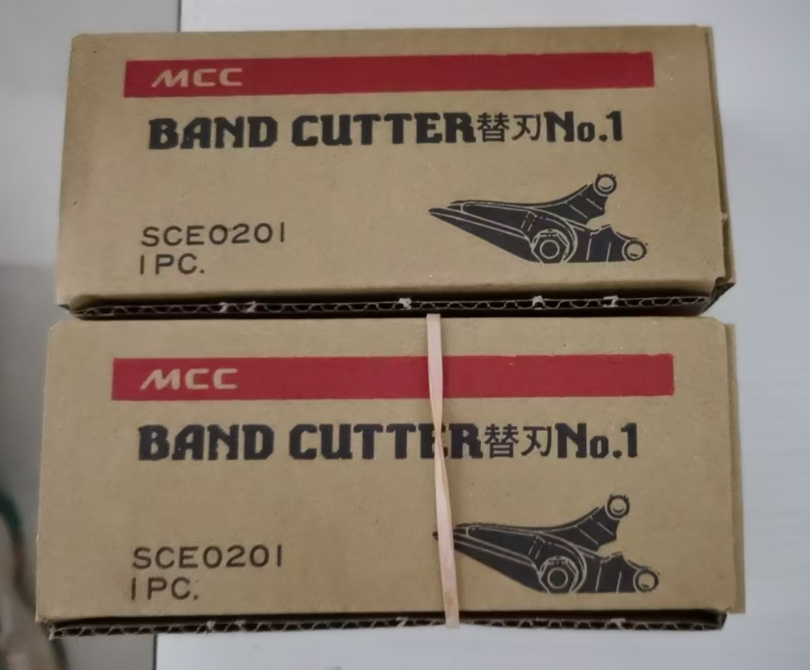 MCC
BAND CUTTER替刃No.1
SCE0201
1PC.
MCC
BAND CUTTER替刃No.1
SCE0201
1PC.